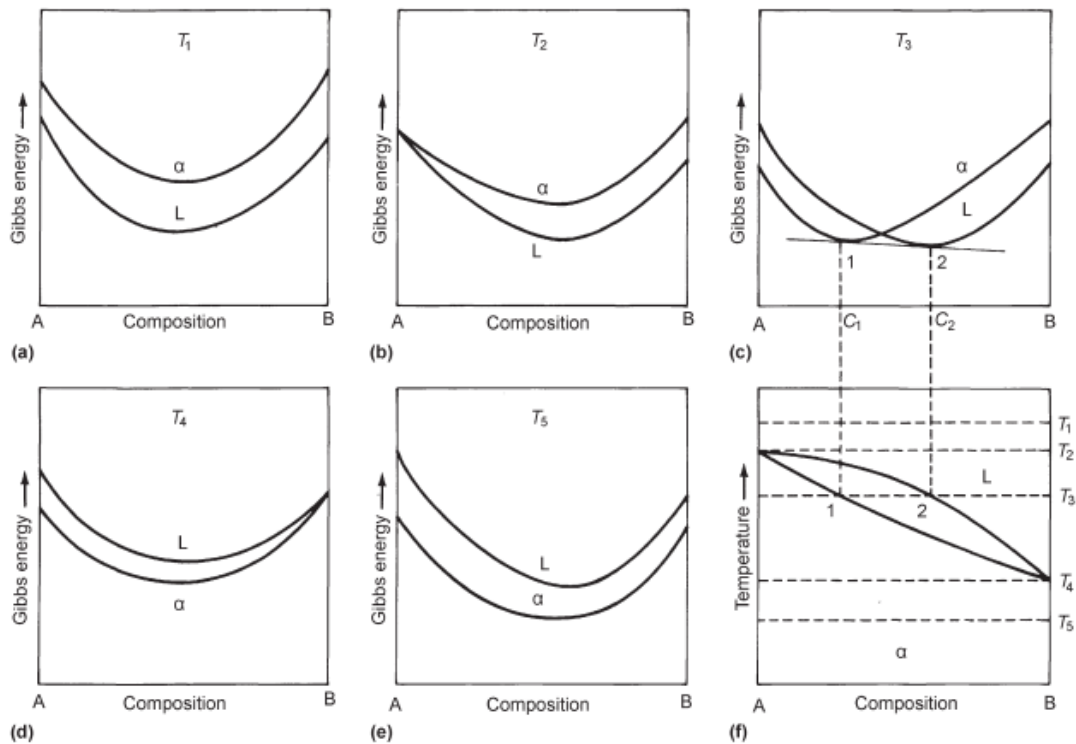 T₁
Gibbs energy
α
L
A
Composition
B
(a)
T₂
Gibbs energy
α
L
A
Composition
B
(b)
T₃
Gibbs energy
α
L
1
2
A
C₁
C₂
B
(c)
T₄
Gibbs energy
L
α
A
Composition
B
(d)
T₅
Gibbs energy
L
α
A
Composition
B
(e)
T₁
T₂
L
T₃
1
2
Temperature
T₄
T₅
α
A
Composition
B
(f)